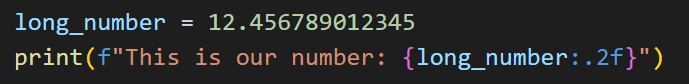 long_number = 12.456789012345
print(f"This is our number: {long_number:.2f}")